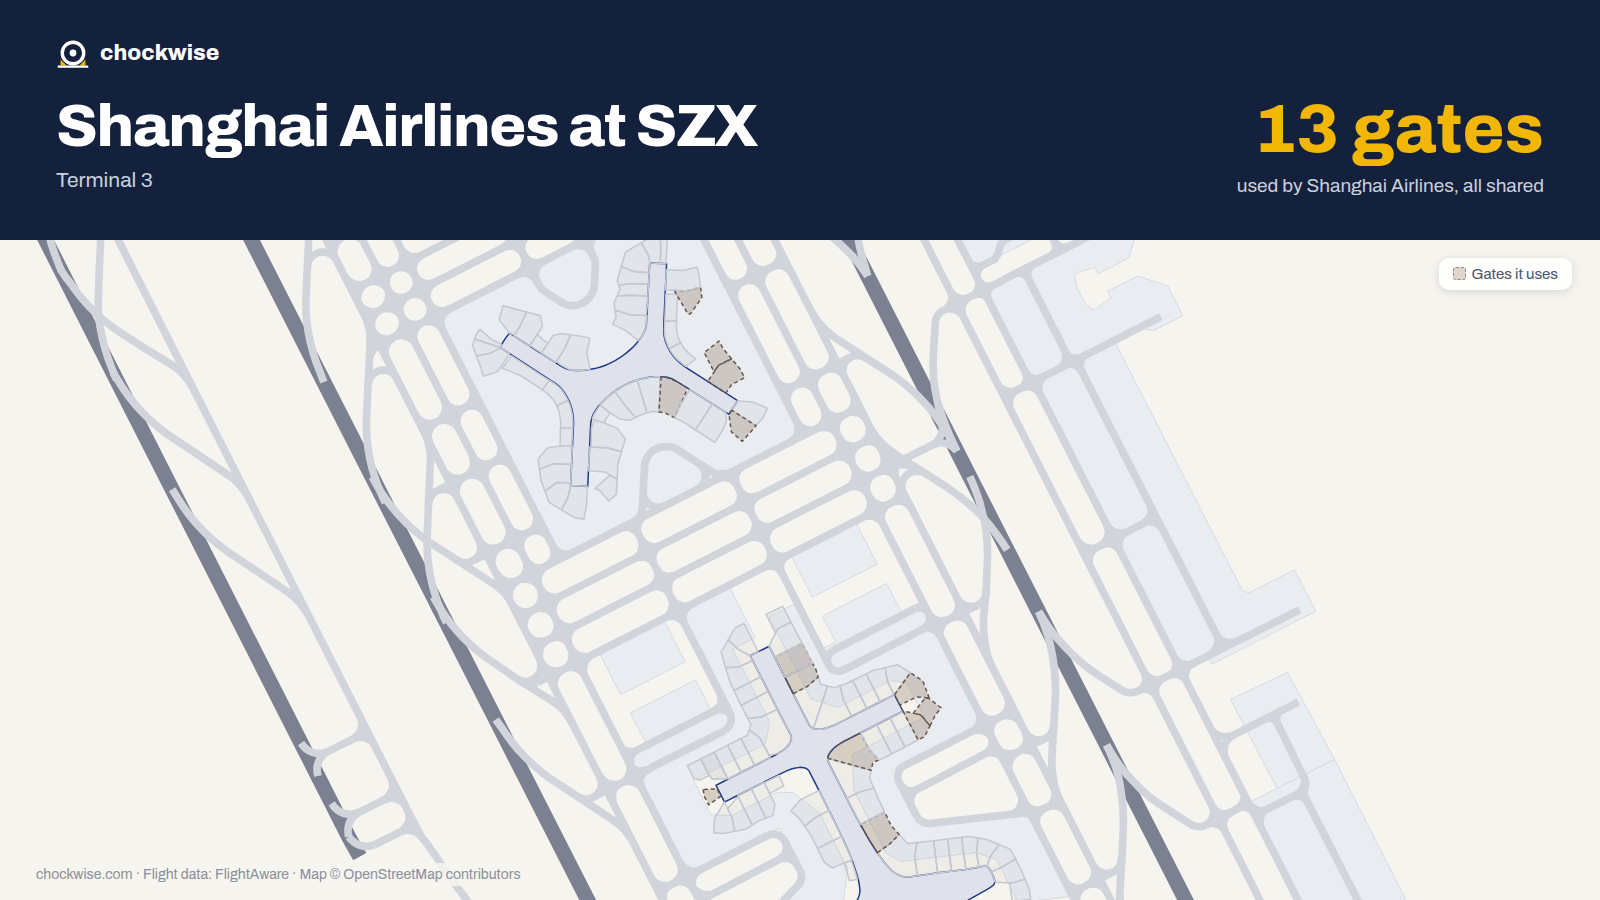 chockwise
Shanghai Airlines at SZX
Terminal 3
13 gates
used by Shanghai Airlines, all shared
Gates it uses
chockwise.com · Flight data: FlightAware · Map © OpenStreetMap contributors